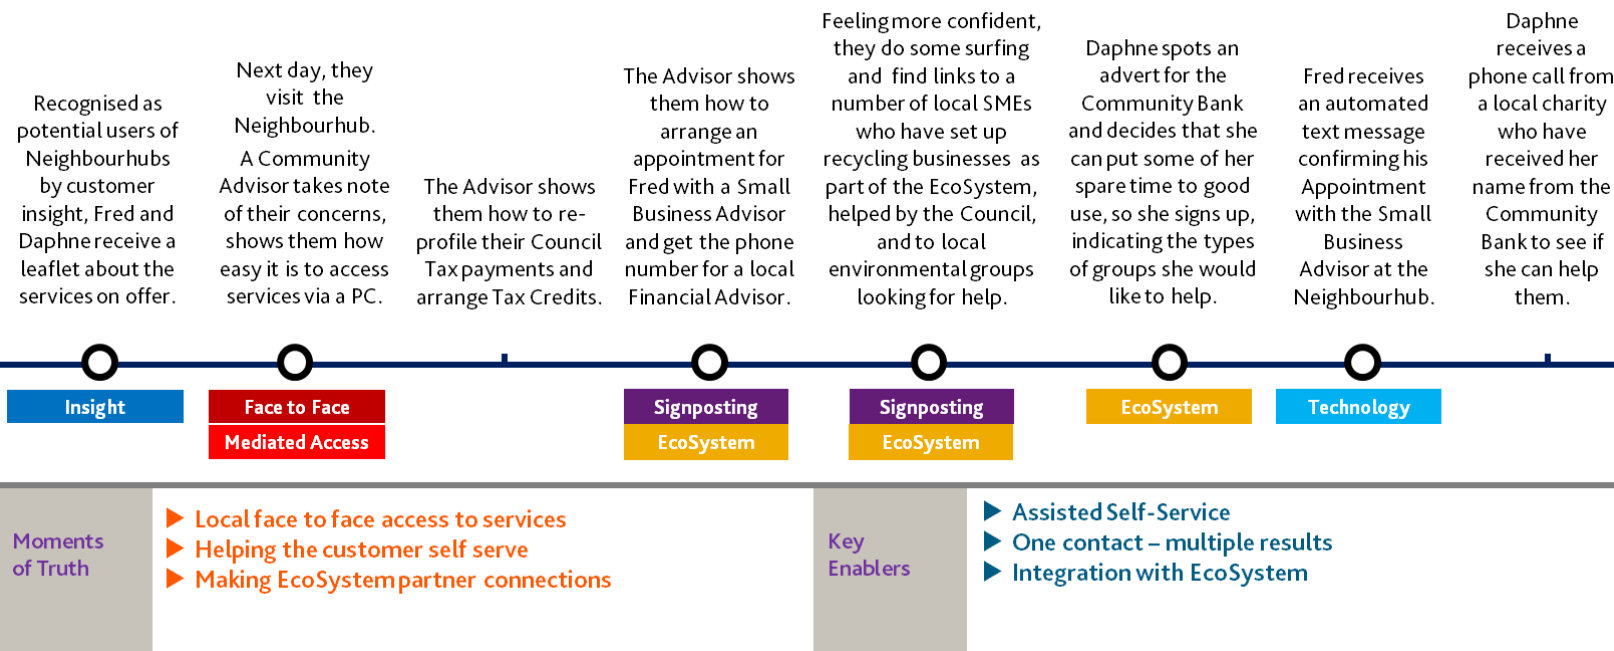 Recognised as
potential users of
Neighbourhubs
by customer
insight, Fred and
Daphne receive a
leaflet about the
services on offer.
Next day, they
visit the
Neighbourhub.
A Community
Advisor takes note
of their concerns,
shows them how
easy it is to access
services via a PC.
The Advisor shows
them how to re-
profile their Council
Tax payments and
arrange Tax Credits.
The Advisor shows
them how to
arrange an
appointment for
Fred with a Small
Business Advisor
and get the phone
number for a local
Financial Advisor.
Feeling more confident,
they do some surfing
and find links to a
number of local SMEs
who have set up
recycling businesses as
part of the EcoSystem,
helped by the Council,
and to local
environmental groups
looking for help.
Daphne spots an
advert for the
Community Bank
and decides that she
can put some of her
spare time to good
use, so she signs up,
indicating the types
of groups she would
like to help.
Fred receives
an automated
text message
confirming his
Appointment
with the Small
Business
Advisor at the
Neighbourhub.
Daphne
receives a
phone call from
a local charity
who have
received her
name from the
Community
Bank to see if
she can help
them.
Insight
Face to Face
Mediated Access
Signposting
EcoSystem
Signposting
EcoSystem
EcoSystem
Technology
Moments
of Truth
▶ Local face to face access to services
▶ Helping the customer self serve
▶ Making EcoSystem partner connections
Key
Enablers
▶ Assisted Self-Service
▶ One contact – multiple results
▶ Integration with EcoSystem